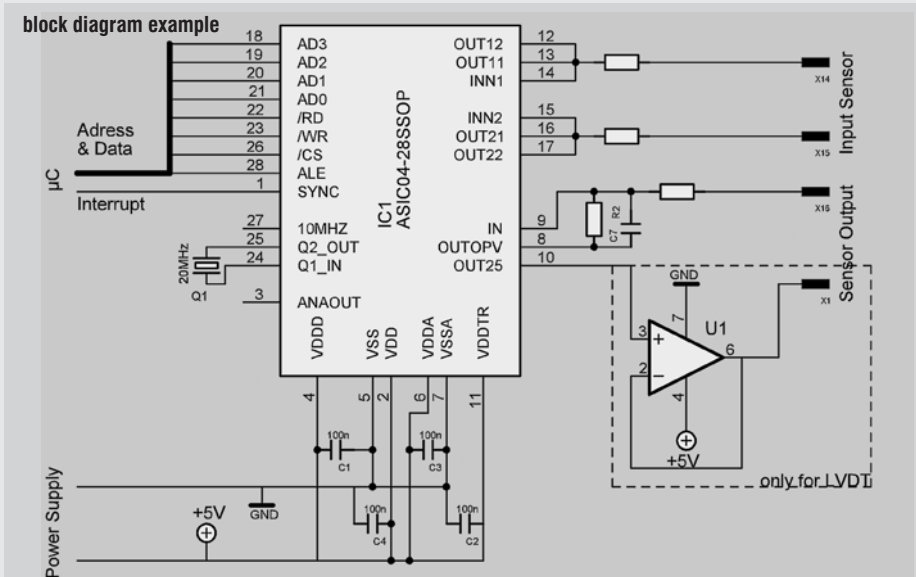 block diagram example
18 AD3 OUT12 12
19 AD2 OUT11 13
20 AD1 INN1 14
21 AD0
22 /RD INN2 15
23 /WR OUT21 16
26 /CS OUT22 17
28 ALE
1 SYNC
27 10MHZ IN 9
25 Q2_OUT OUTOPV 8
24 Q1_IN OUT25 10
3 ANAOUT
IC1
ASIC04-28SSOP
VDDD VSS VDD VDDA VSSA VDDTR
4 5 2 6 7 11
µC
Adress
& Data
Interrupt
20MHz
Q1
X14
X15
Input Sensor
R2
C7
X16
X1
Sensor Output
GND
7
U1
3 +
2 −
6
4
+5V
only for LVDT
100n
C1
100n
C3
100n
C4
100n
C2
Power Supply
GND
+5V